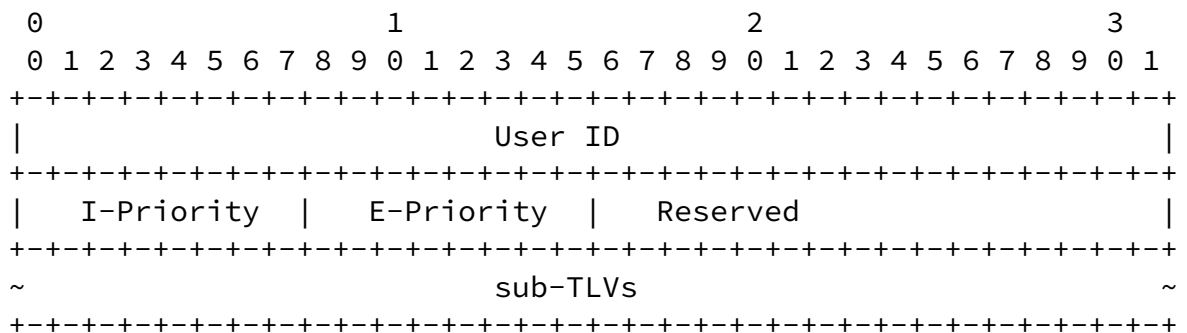 0                   1                   2                   3
 0 1 2 3 4 5 6 7 8 9 0 1 2 3 4 5 6 7 8 9 0 1 2 3 4 5 6 7 8 9 0 1
+-+-+-+-+-+-+-+-+-+-+-+-+-+-+-+-+-+-+-+-+-+-+-+-+-+-+-+-+-+-+-+-+
|                          User ID                              |
+-+-+-+-+-+-+-+-+-+-+-+-+-+-+-+-+-+-+-+-+-+-+-+-+-+-+-+-+-+-+-+-+
|   I-Priority  |   E-Priority  |   Reserved                    |
+-+-+-+-+-+-+-+-+-+-+-+-+-+-+-+-+-+-+-+-+-+-+-+-+-+-+-+-+-+-+-+-+
~                          sub-TLVs                             ~
+-+-+-+-+-+-+-+-+-+-+-+-+-+-+-+-+-+-+-+-+-+-+-+-+-+-+-+-+-+-+-+-+